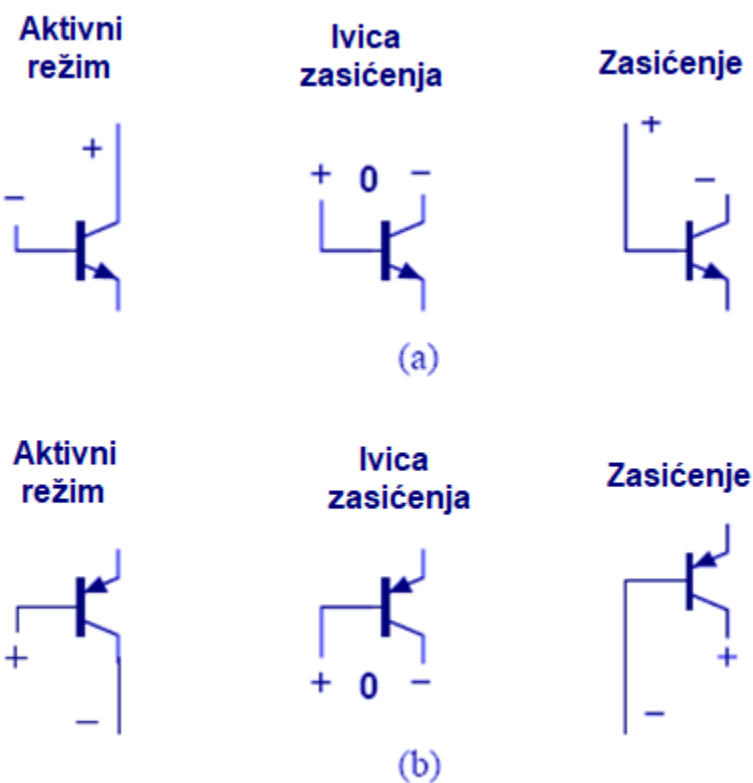 Aktivni
režim
Ivica
zasićenja
Zasićenje
+
−
+ 0 −
+
−
(a)
Aktivni
režim
Ivica
zasićenja
Zasićenje
+
−
+ 0 −
+
−
(b)